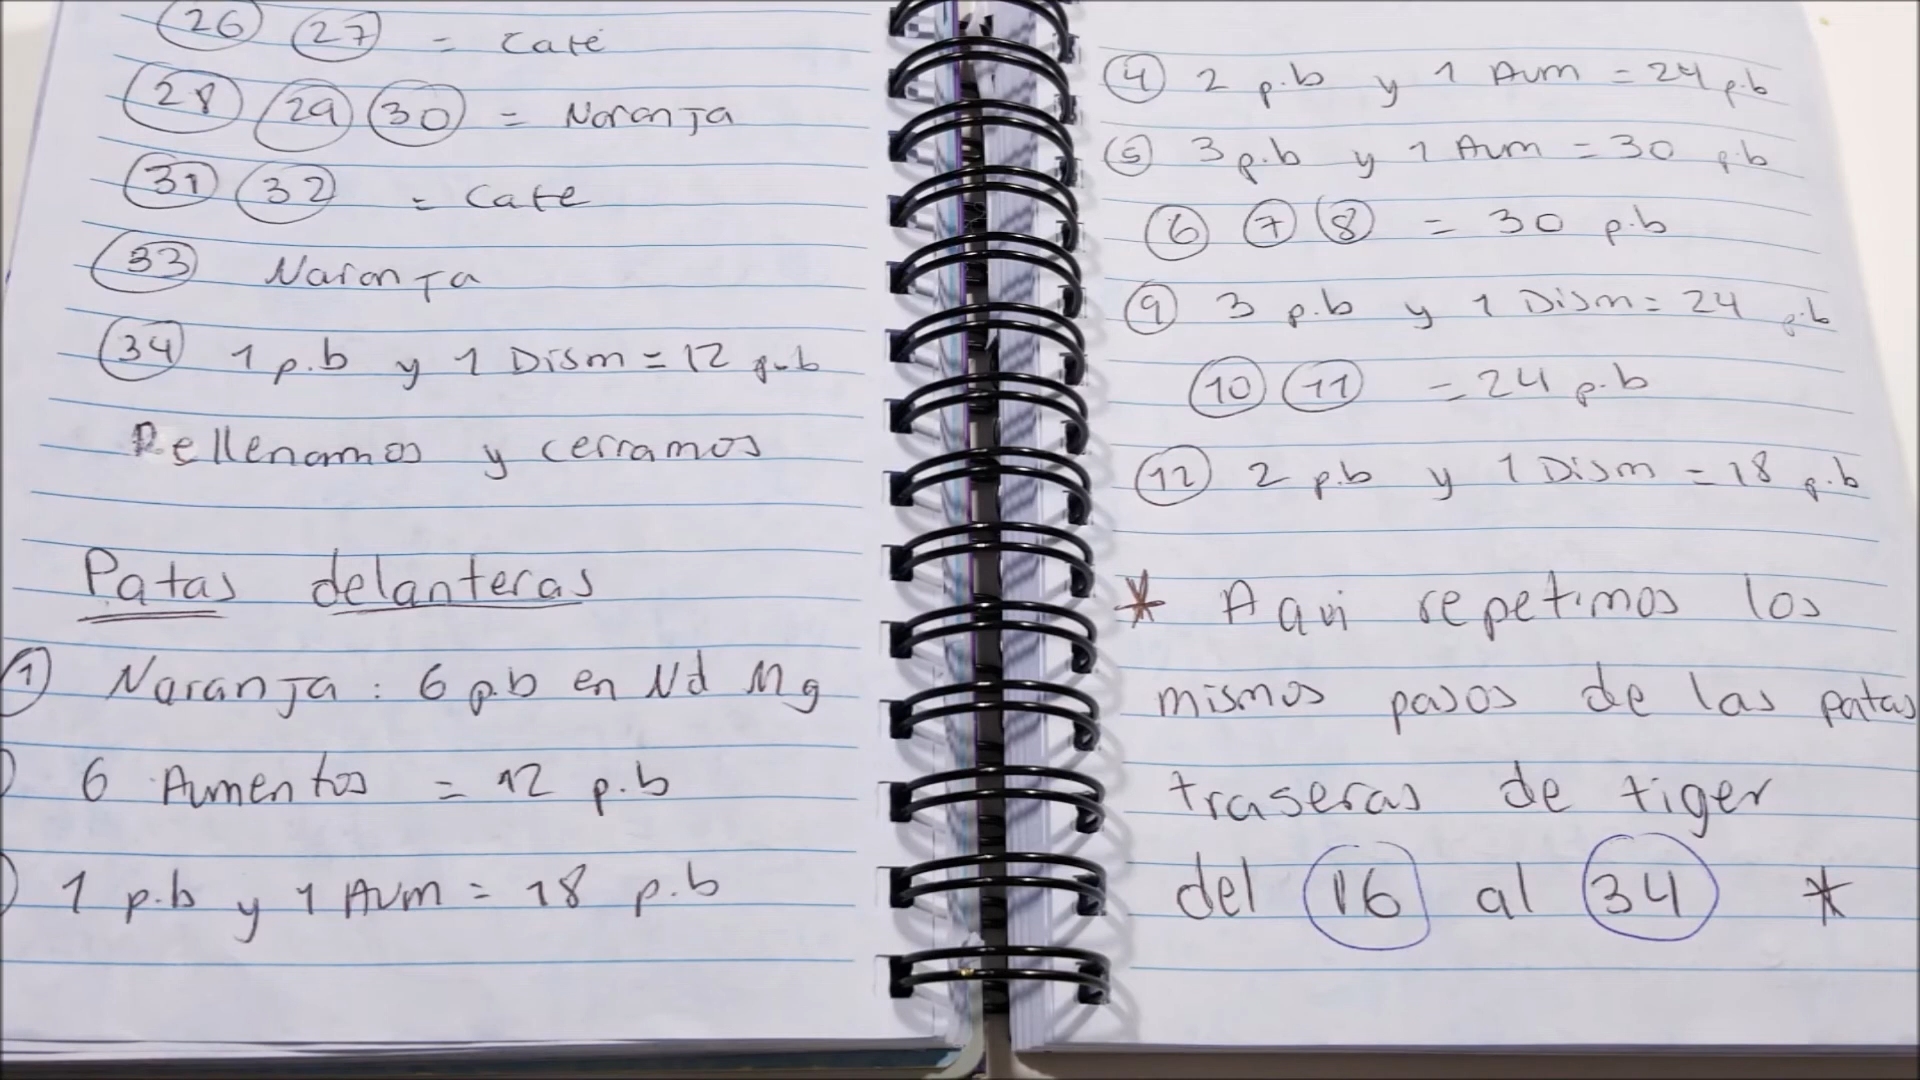 26 27 = Cafe
28 29 30 = Naranja
31 32 = Cafe
33 Naranja
34 1 p.b y 1 Dism = 12 p.b
Rellenamos y cerramos
Patas delanteras
1 Naranja: 6 p.b en Nd Mg
6 Aumentos = 12 p.b
1 p.b y 1 Aum = 18 p.b
4 2 p.b y 1 Aum = 24 p.b
5 3 p.b y 1 Aum = 30 p.b
6 7 8 = 30 p.b
9 3 p.b y 1 Dism = 24 p.b
10 11 = 24 p.b
12 2 p.b y 1 Dism = 18 p.b
* Aqui repetimos los
mismos pasos de las patas
traseras de tiger
del 16 al 34 *